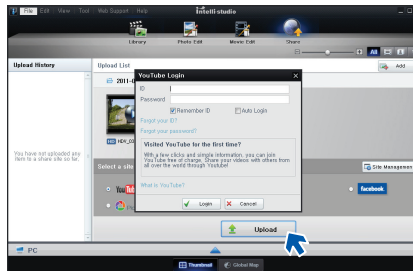 File Edit View Tool Web Support Help
Intelli-studio
Library Photo Edit Movie Edit Share
All
Upload History
Upload List
Add
2011-0
YouTube Login
ID
Password
Remember ID Auto Login
Forgot your ID?
Forgot your password?
Visited YouTube for the first time?
With a few clicks and simple information, you can join
YouTube free of charge. Share your videos with others from
all over the world through Youtube!
What is YouTube?
Login Cancel
HD HDV_00
You have not uploaded any
item to a share site so far.
Select a site
Site Management
YouTube
facebook
Upload
PC
Thumbnail Global Map